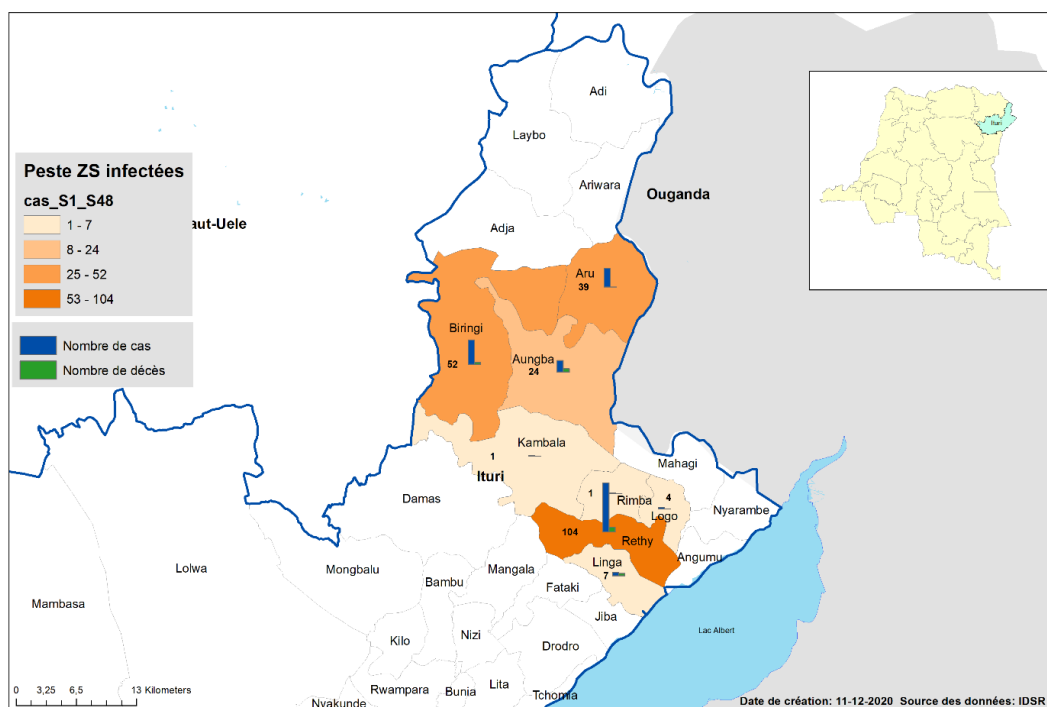 Adi
Laybo
Ariwara
Ouganda
Adja
Ituri
Peste ZS infectées
cas_S1_S48
1 - 7
8 - 24
25 - 52
53 - 104
Nombre de cas
Nombre de décès
aut-Uele
Aru
39
Biringi
52
Aungba
24
Kambala
1
Ituri
Damas
Mahagi
1
Rimba
4
Logo
Nyarambe
104
Rethy
Angumu
Linga
7
Lolwa
Mongbalu
Mangala
Bambu
Fataki
Mambasa
Jiba
Lac Albert
Kilo
Nizi
Drodro
Rwampara
Bunia
Lita
Tchomia
Nyakunde
0 3,25 6,5 13 Kilometers
Date de création: 11-12-2020 Source des données: IDSR